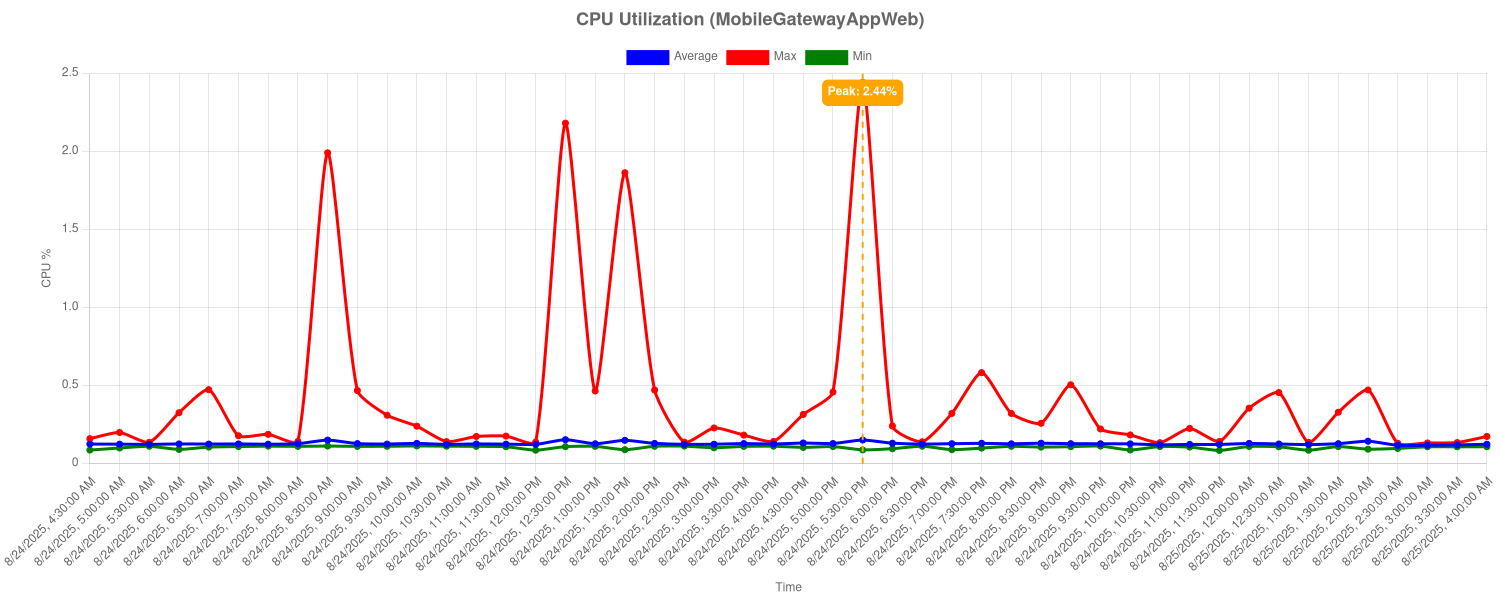 CPU Utilization (MobileGatewayAppWeb)
Average
Max
Min
Peak: 2.44%
2.5
2.0
1.5
1.0
0.5
0
CPU %
8/24/2025, 4:30:00 AM
8/24/2025, 5:00:00 AM
8/24/2025, 5:30:00 AM
8/24/2025, 6:00:00 AM
8/24/2025, 6:30:00 AM
8/24/2025, 7:00:00 AM
8/24/2025, 7:30:00 AM
8/24/2025, 8:00:00 AM
8/24/2025, 8:30:00 AM
8/24/2025, 9:00:00 AM
8/24/2025, 9:30:00 AM
8/24/2025, 10:00:00 AM
8/24/2025, 10:30:00 AM
8/24/2025, 11:00:00 AM
8/24/2025, 11:30:00 AM
8/24/2025, 12:00:00 PM
8/24/2025, 12:30:00 PM
8/24/2025, 1:00:00 PM
8/24/2025, 1:30:00 PM
8/24/2025, 2:00:00 PM
8/24/2025, 2:30:00 PM
8/24/2025, 3:00:00 PM
8/24/2025, 3:30:00 PM
8/24/2025, 4:00:00 PM
8/24/2025, 4:30:00 PM
8/24/2025, 5:00:00 PM
8/24/2025, 5:30:00 PM
8/24/2025, 6:00:00 PM
8/24/2025, 6:30:00 PM
8/24/2025, 7:00:00 PM
8/24/2025, 7:30:00 PM
8/24/2025, 8:00:00 PM
8/24/2025, 8:30:00 PM
8/24/2025, 9:00:00 PM
8/24/2025, 9:30:00 PM
8/24/2025, 10:00:00 PM
8/24/2025, 10:30:00 PM
8/24/2025, 11:00:00 PM
8/24/2025, 11:30:00 PM
8/25/2025, 12:00:00 AM
8/25/2025, 12:30:00 AM
8/25/2025, 1:00:00 AM
8/25/2025, 1:30:00 AM
8/25/2025, 2:00:00 AM
8/25/2025, 2:30:00 AM
8/25/2025, 3:00:00 AM
8/25/2025, 3:30:00 AM
8/25/2025, 4:00:00 AM
Time